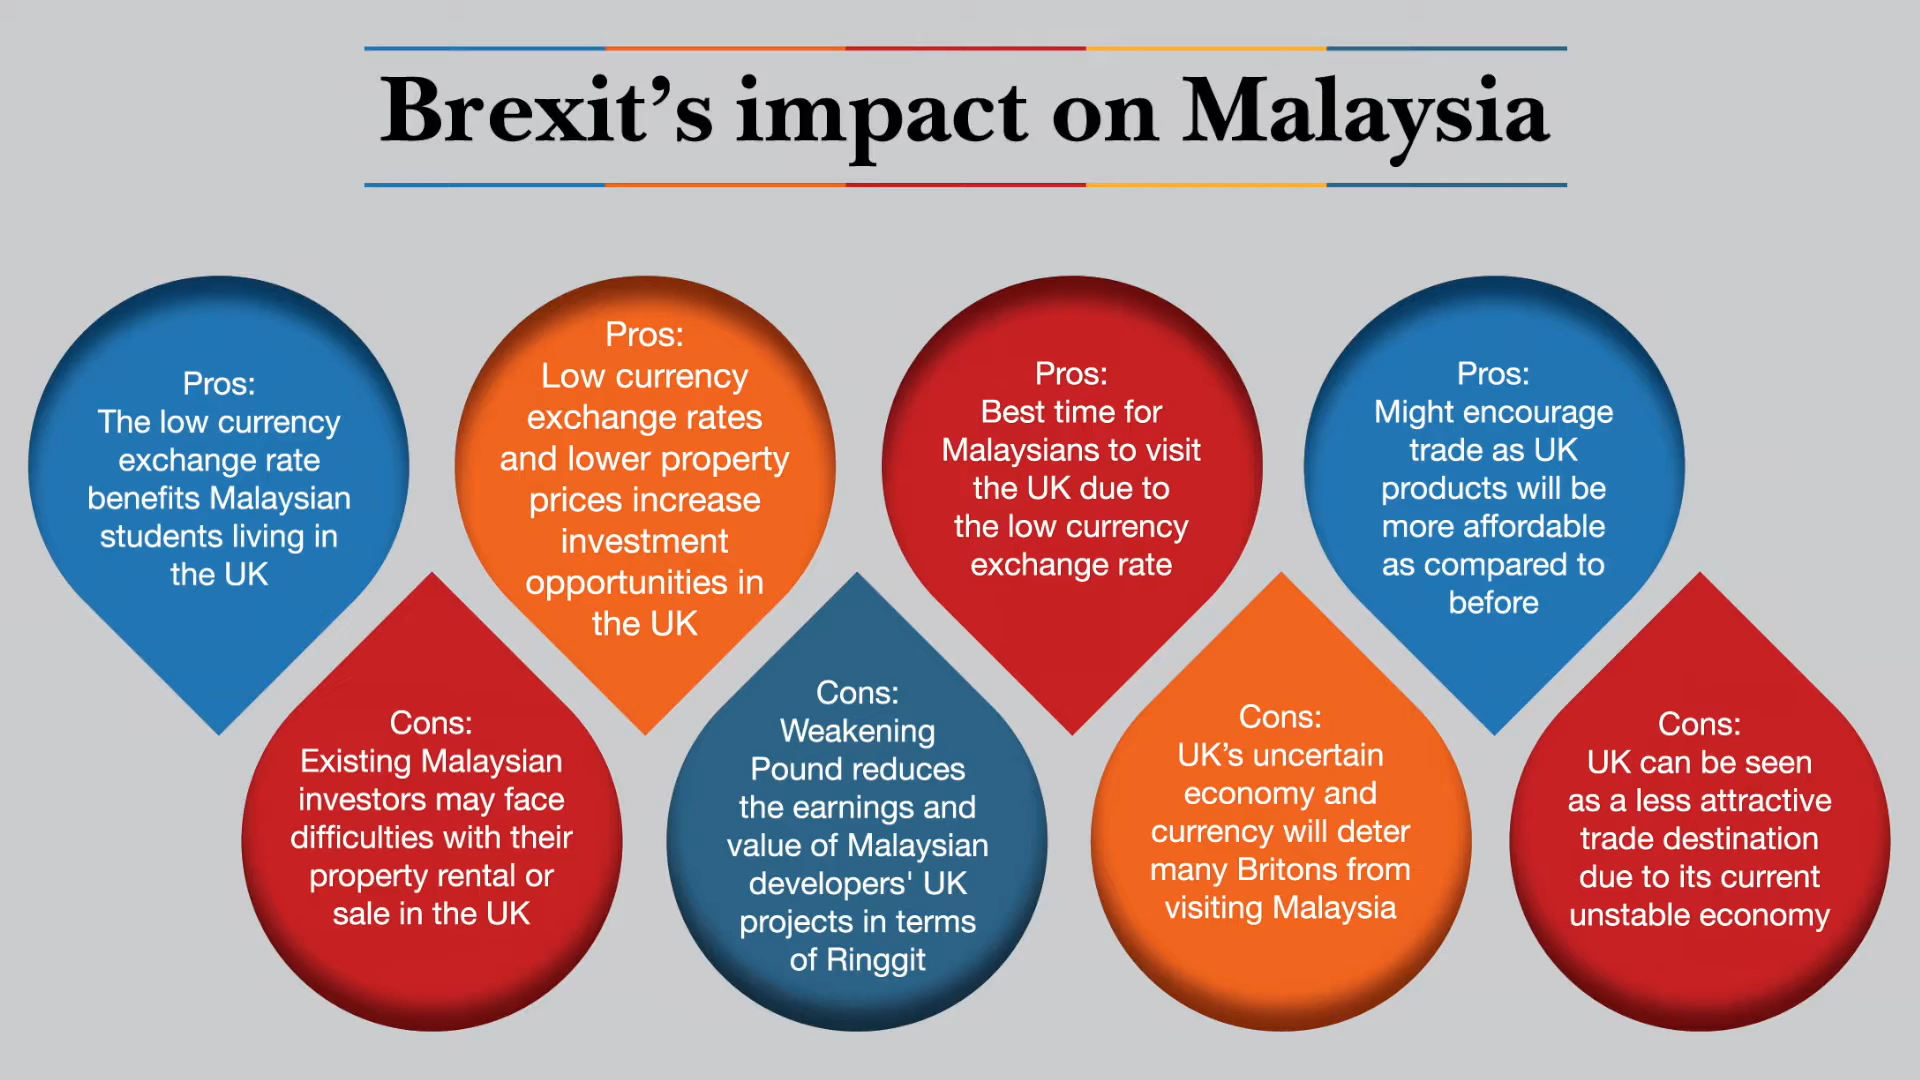 Brexit’s impact on Malaysia
Pros:
The low currency
exchange rate
benefits Malaysian
students living in
the UK
Pros:
Low currency
exchange rates
and lower property
prices increase
investment
opportunities in
the UK
Pros:
Best time for
Malaysians to visit
the UK due to
the low currency
exchange rate
Pros:
Might encourage
trade as UK
products will be
more affordable
as compared to
before
Cons:
Existing Malaysian
investors may face
difficulties with their
property rental or
sale in the UK
Cons:
Weakening
Pound reduces
the earnings and
value of Malaysian
developers' UK
projects in terms
of Ringgit
Cons:
UK’s uncertain
economy and
currency will deter
many Britons from
visiting Malaysia
Cons:
UK can be seen
as a less attractive
trade destination
due to its current
unstable economy